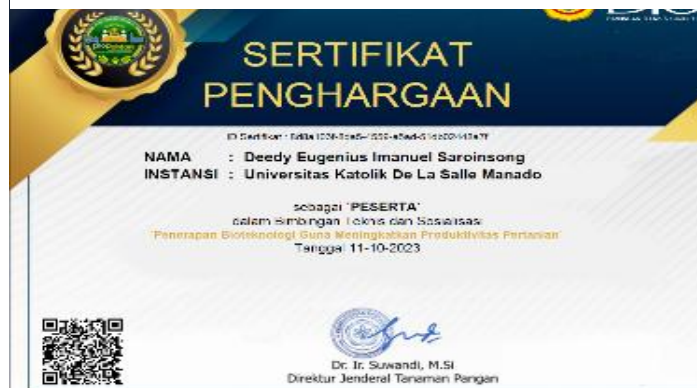 SERTIFIKAT
PENGHARGAAN
ID Sertifikat :
NAMA : Deedy Eugenius Imanuel Saroinsong
INSTANSI : Universitas Katolik De La Salle Manado
sebagai "PESERTA"
dalam Bimbingan Teknis dan Sosialisasi
"Penerapan Bioteknologi Guna Meningkatkan Produktivitas Pertanian"
Tanggal 11-10-2023
Dr. Ir. Suwandi, M.Si
Direktur Jenderal Tanaman Pangan